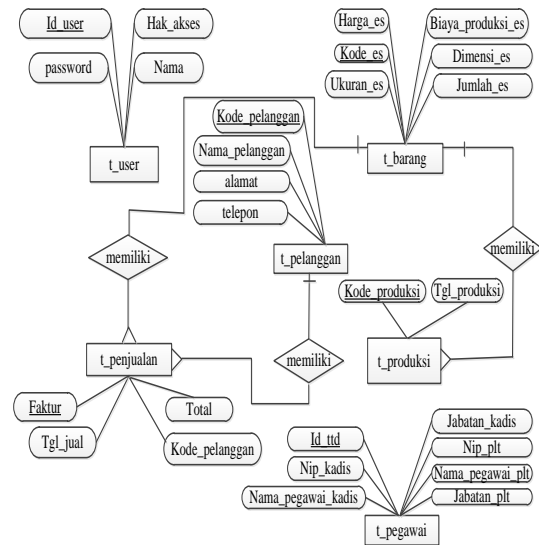 Id_user
Hak_akses
password
Nama
t_user
Harga_es
Biaya_produksi_es
Kode_es
Dimensi_es
Ukuran_es
Jumlah_es
t_barang
Kode_pelanggan
Nama_pelanggan
alamat
telepon
t_pelanggan
memiliki
memiliki
Kode_produksi
Tgl_produksi
t_produksi
memiliki
t_penjualan
Faktur
Total
Tgl_jual
Kode_pelanggan
Id_ttd
Jabatan_kadis
Nip_kadis
Nip_plt
Nama_pegawai_kadis
Nama_pegawai_plt
Jabatan_plt
t_pegawai